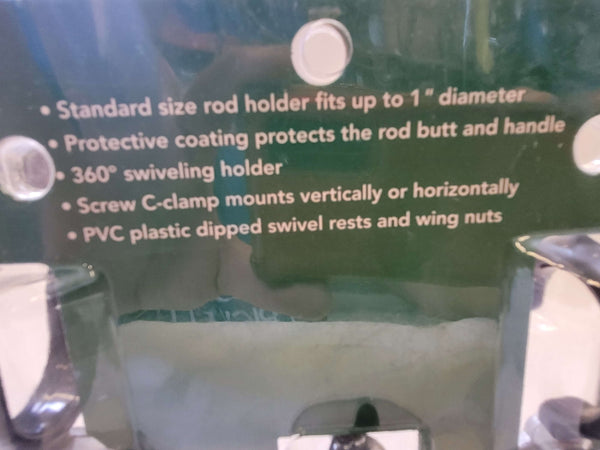 • Standard size rod holder fits up to 1" diameter
• Protective coating protects the rod butt and handle
• 360° swiveling holder
• Screw C-clamp mounts vertically or horizontally
• PVC plastic dipped swivel rests and wing nuts